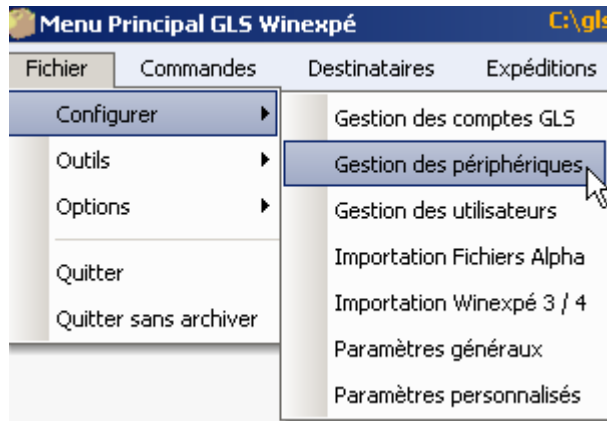 Menu Principal GLS Winexpé C:\gls
Fichier Commandes Destinataires Expéditions
Configurer
Outils
Options
Quitter
Quitter sans archiver
Gestion des comptes GLS
Gestion des périphériques
Gestion des utilisateurs
Importation Fichiers Alpha
Importation Winexpé 3 / 4
Paramètres généraux
Paramètres personnalisés